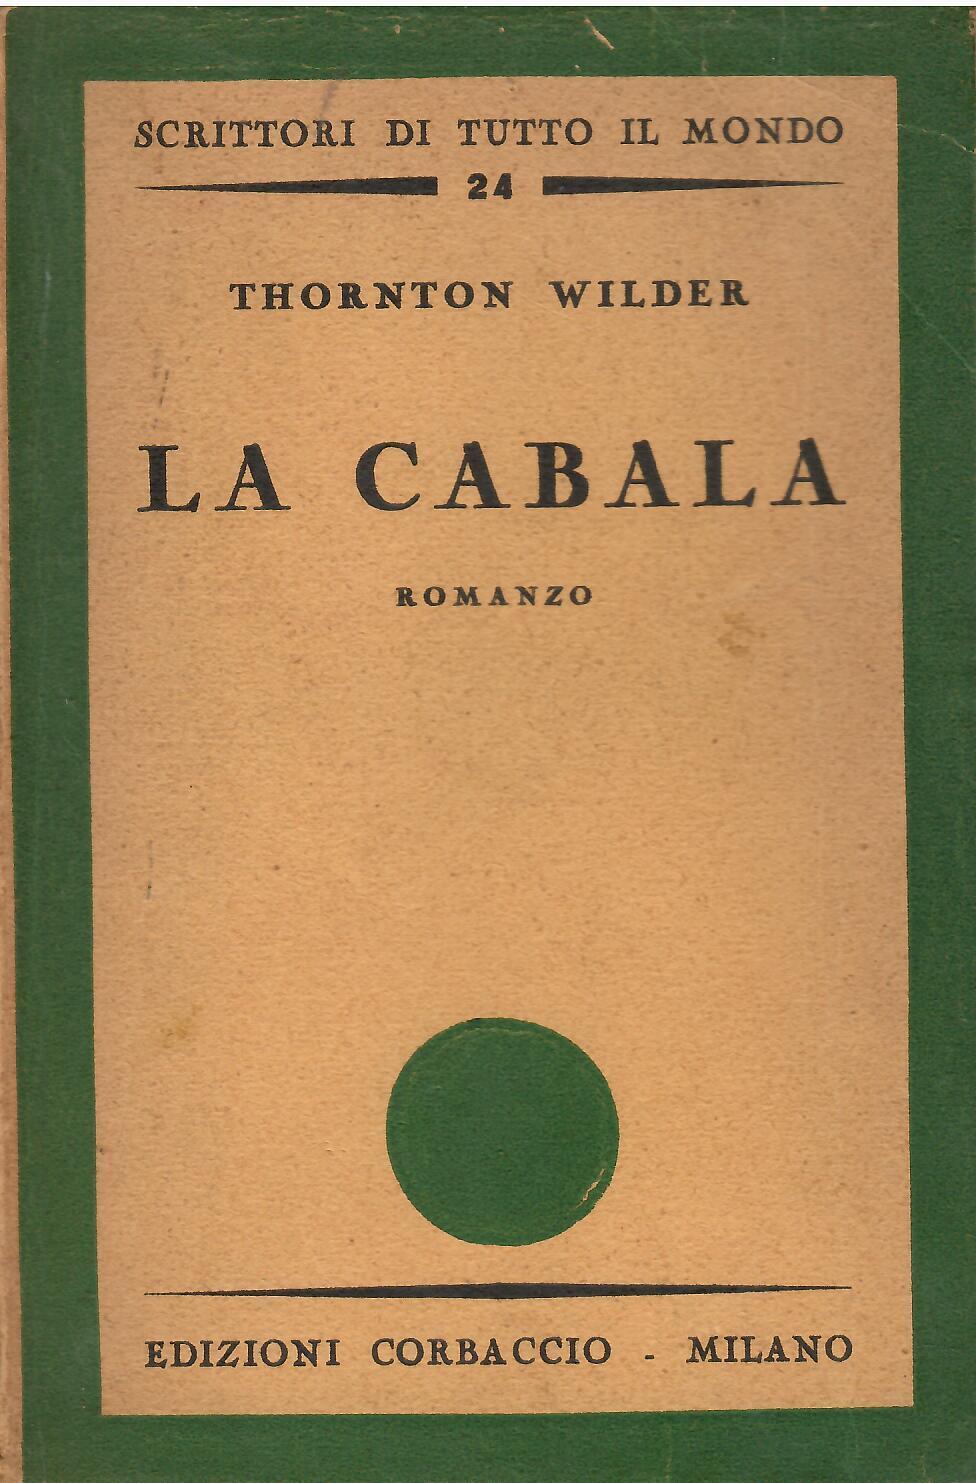 SCRITTORI DI TUTTO IL MONDO
24
THORNTON WILDER
LA CABALA
ROMANZO
EDIZIONI CORBACCIO - MILANO